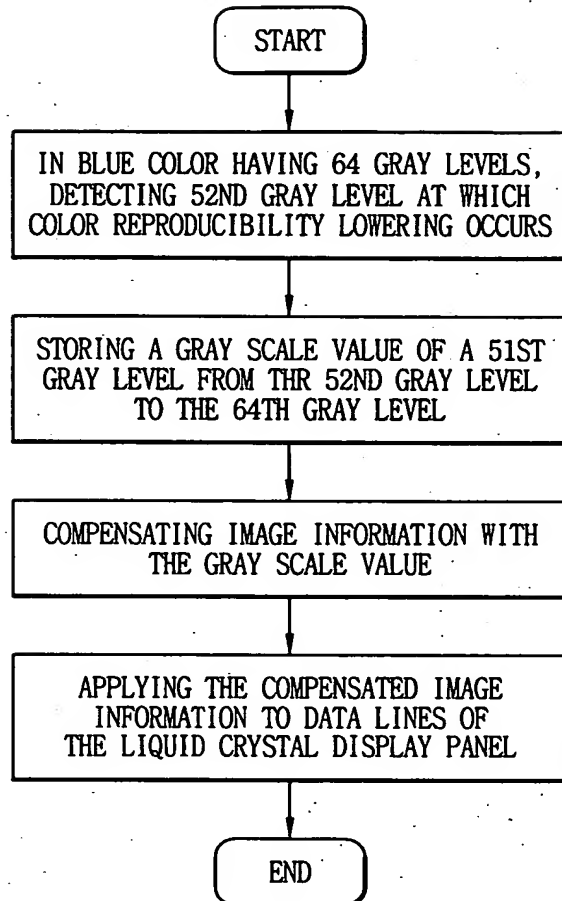 START
IN BLUE COLOR HAVING 64 GRAY LEVELS,
DETECTING 52ND GRAY LEVEL AT WHICH
COLOR REPRODUCIBILITY LOWERING OCCURS
STORING A GRAY SCALE VALUE OF A 51ST
GRAY LEVEL FROM THR 52ND GRAY LEVEL
TO THE 64TH GRAY LEVEL
COMPENSATING IMAGE INFORMATION WITH
THE GRAY SCALE VALUE
APPLYING THE COMPENSATED IMAGE
INFORMATION TO DATA LINES OF
THE LIQUID CRYSTAL DISPLAY PANEL
END